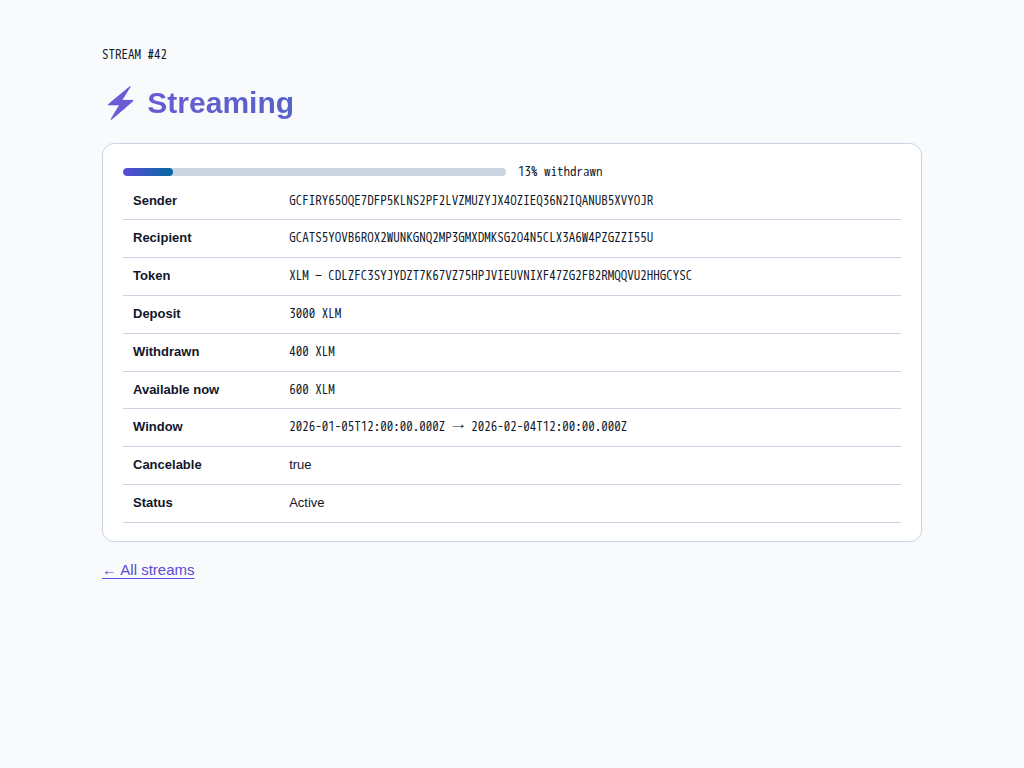 STREAM #42
⚡ Streaming
13% withdrawn
Sender GCFIRY65OQE7DFP5KLNS2PF2LVZMUZYJX4OZIEQ36N2IQANUB5XVYOJR
Recipient GCATS5YOVB6ROX2WUNKGNQ2MP3GMXDMKSG2O4N5CLX3A6W4PZGZZI55U
Token XLM — CDLZFC3SYJYDZT7K67VZ75HPJVIEUVNIXF47ZG2FB2RMQQVU2HHGCYSC
Deposit 3000 XLM
Withdrawn 400 XLM
Available now 600 XLM
Window 2026-01-05T12:00:00.000Z → 2026-02-04T12:00:00.000Z
Cancelable true
Status Active
← All streams